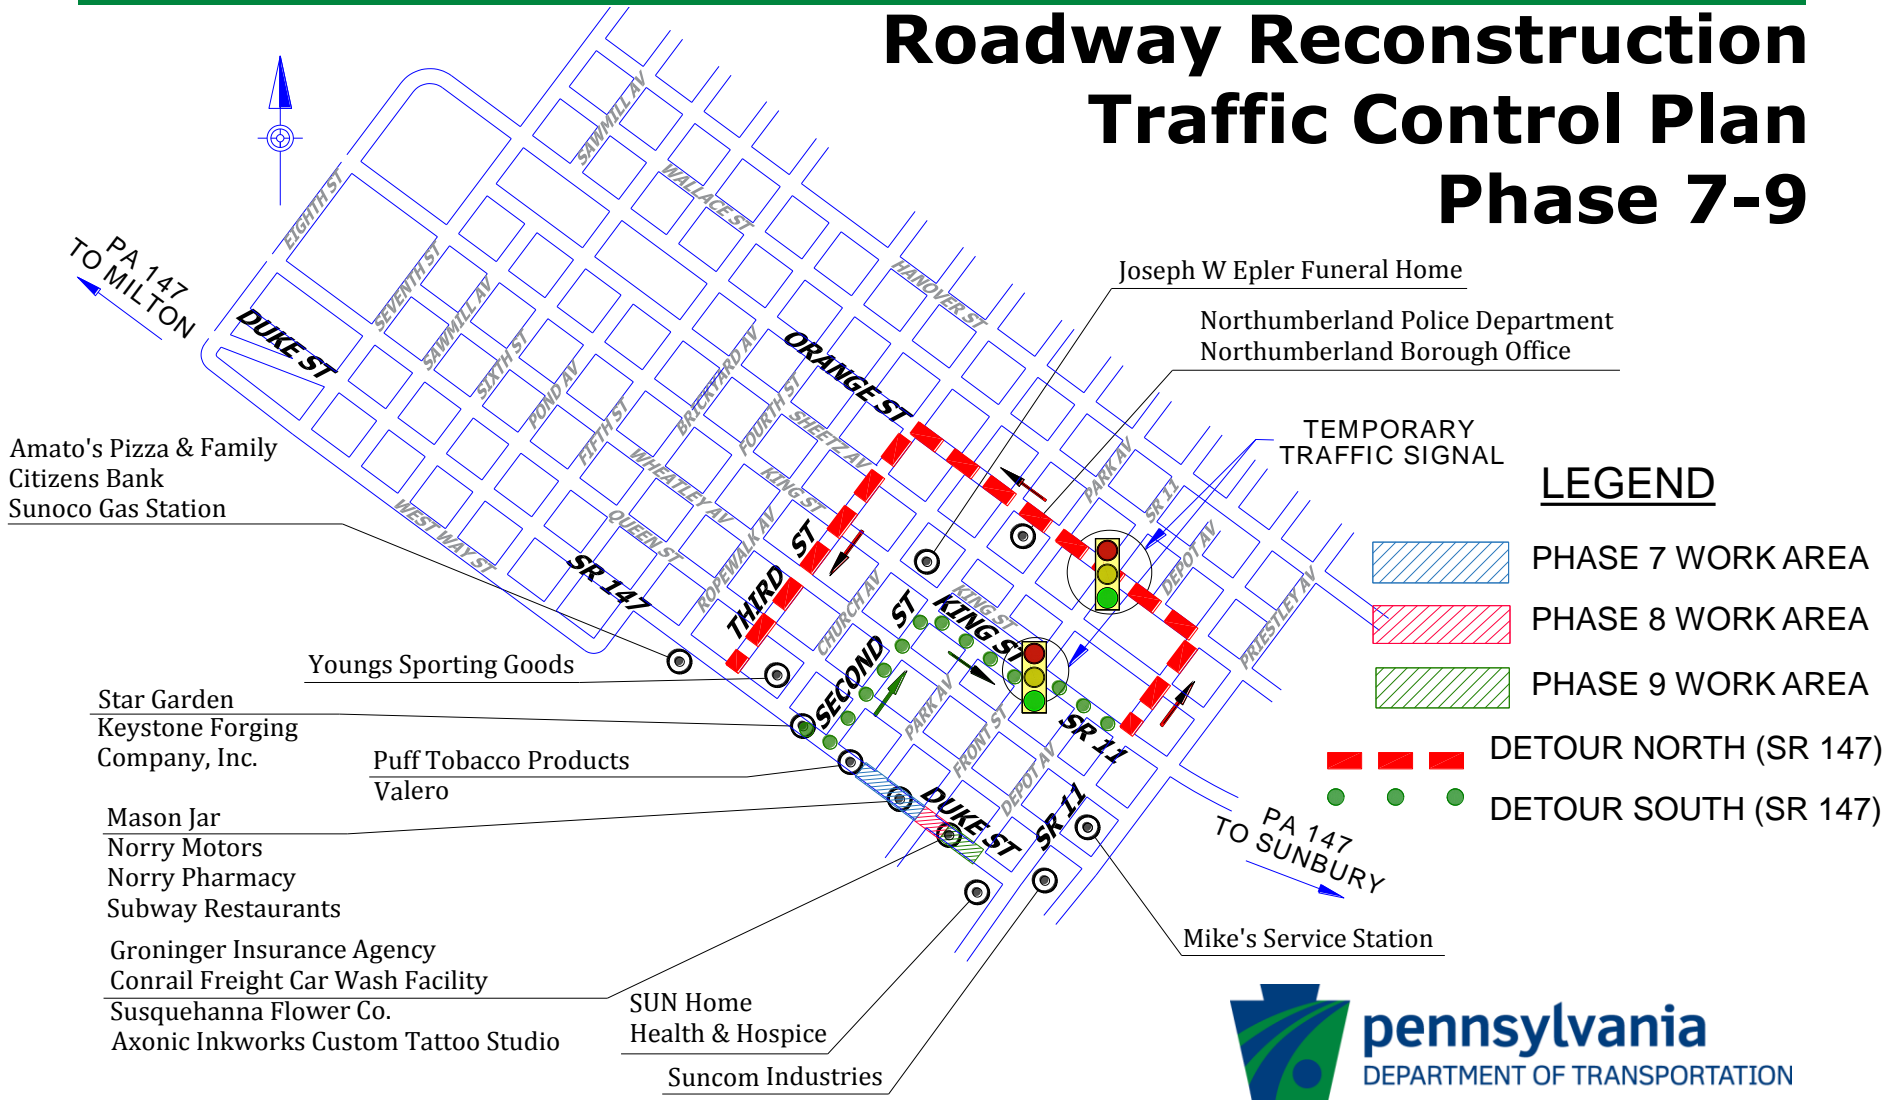 Roadway Reconstruction
Traffic Control Plan
Phase 7-9
SAWMILL AV
WALLACE ST
EIGHTH ST
PA 147
TO MILTON
SEVENTH ST
SAWMILL AV
HANOVER ST
DUKE ST
SIXTH ST
POND AV
FIFTH ST
BRICKYARD AV
FOURTH ST
ORANGE ST
SHEETZ AV
Joseph W Epler Funeral Home
Northumberland Police Department
Northumberland Borough Office
TEMPORARY
TRAFFIC SIGNAL
PARK AV
SR 11
DEPOT AV
PRIESTLEY AV
Amato's Pizza & Family
Citizens Bank
Sunoco Gas Station
WEST WAY ST
WHEATLEY AV
KING ST
QUEEN ST
ROPEWALK AV
SR 147
THIRD ST
CHURCH AV
SECOND ST
KING ST
KING ST
PARK AV
FRONT ST
DEPOT AV
SR 11
SR 11
DUKE ST
LEGEND
PHASE 7 WORK AREA
PHASE 8 WORK AREA
PHASE 9 WORK AREA
DETOUR NORTH (SR 147)
DETOUR SOUTH (SR 147)
Youngs Sporting Goods
Star Garden
Keystone Forging
Company, Inc.
Puff Tobacco Products
Valero
Mason Jar
Norry Motors
Norry Pharmacy
Subway Restaurants
Groninger Insurance Agency
Conrail Freight Car Wash Facility
Susquehanna Flower Co.
Axonic Inkworks Custom Tattoo Studio
SUN Home
Health & Hospice
Suncom Industries
Mike's Service Station
PA 147
TO SUNBURY
pennsylvania
DEPARTMENT OF TRANSPORTATION